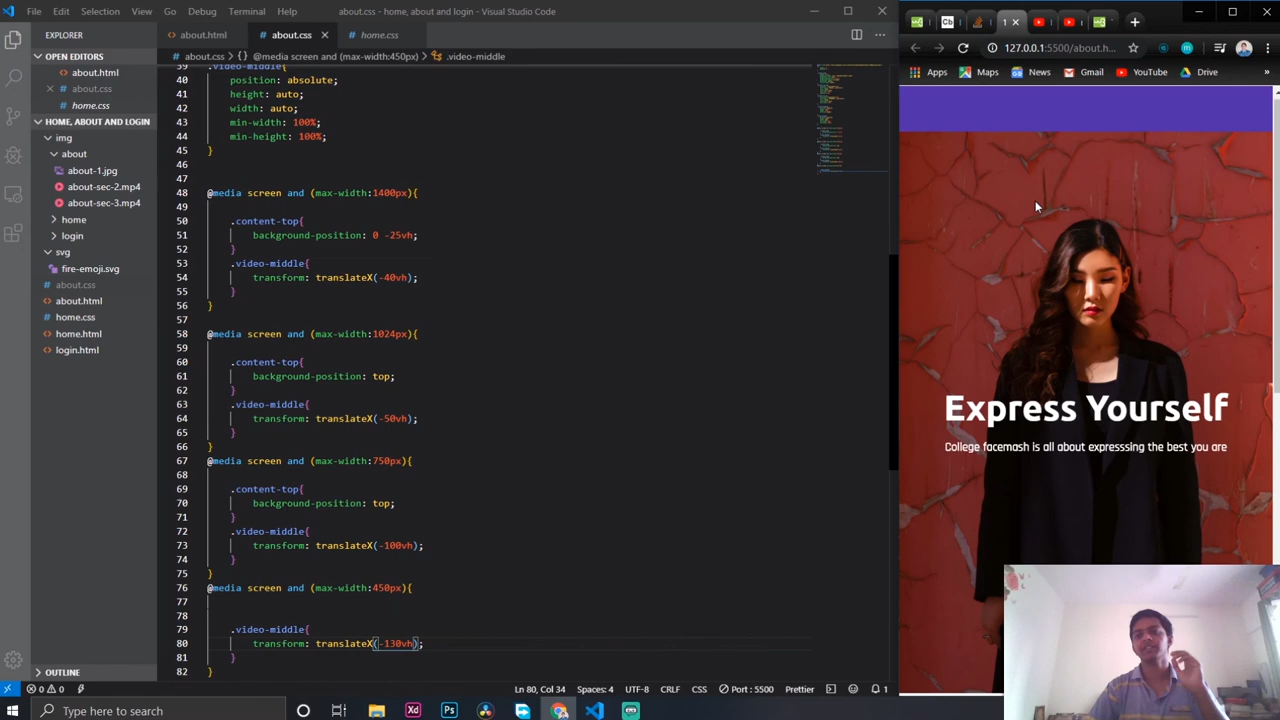 File Edit Selection View Go Debug Terminal Help
about.css - home, about and login - Visual Studio Code
EXPLORER
OPEN EDITORS
about.html
about.css
home.css
HOME, ABOUT AND LOGIN
img
about
about-1.jpg
about-sec-2.mp4
about-sec-3.mp4
home
login
svg
fire-emoji.svg
about.css
about.html
home.css
home.html
login.html
OUTLINE
about.html
about.css
home.css
about.css > {} @media screen and (max-width:450px) > .video-middle
39 .video-middle{
40 position: absolute;
41 height: auto;
42 width: auto;
43 min-width: 100%;
44 min-height: 100%;
45 }
46
47
48 @media screen and (max-width:1400px){
49
50 .content-top{
51 background-position: 0 -25vh;
52 }
53 .video-middle{
54 transform: translateX(-40vh);
55 }
56 }
57
58 @media screen and (max-width:1024px){
59
60 .content-top{
61 background-position: top;
62 }
63 .video-middle{
64 transform: translateX(-50vh);
65 }
66 }
67 @media screen and (max-width:750px){
68
69 .content-top{
70 background-position: top;
71 }
72 .video-middle{
73 transform: translateX(-100vh);
74 }
75 }
76 @media screen and (max-width:450px){
77
78
79 .video-middle{
80 transform: translateX(-130vh);
81 }
82 }
0 0
Ln 80, Col 34 Spaces: 4 UTF-8 CRLF CSS Port : 5500 Prettier 1
Type here to search
Xd
Ps
Cb
1
127.0.0.1:5500/about.h...
Apps Maps News Gmail YouTube Drive »
Express Yourself
College facemash is all about expresssing the best you are